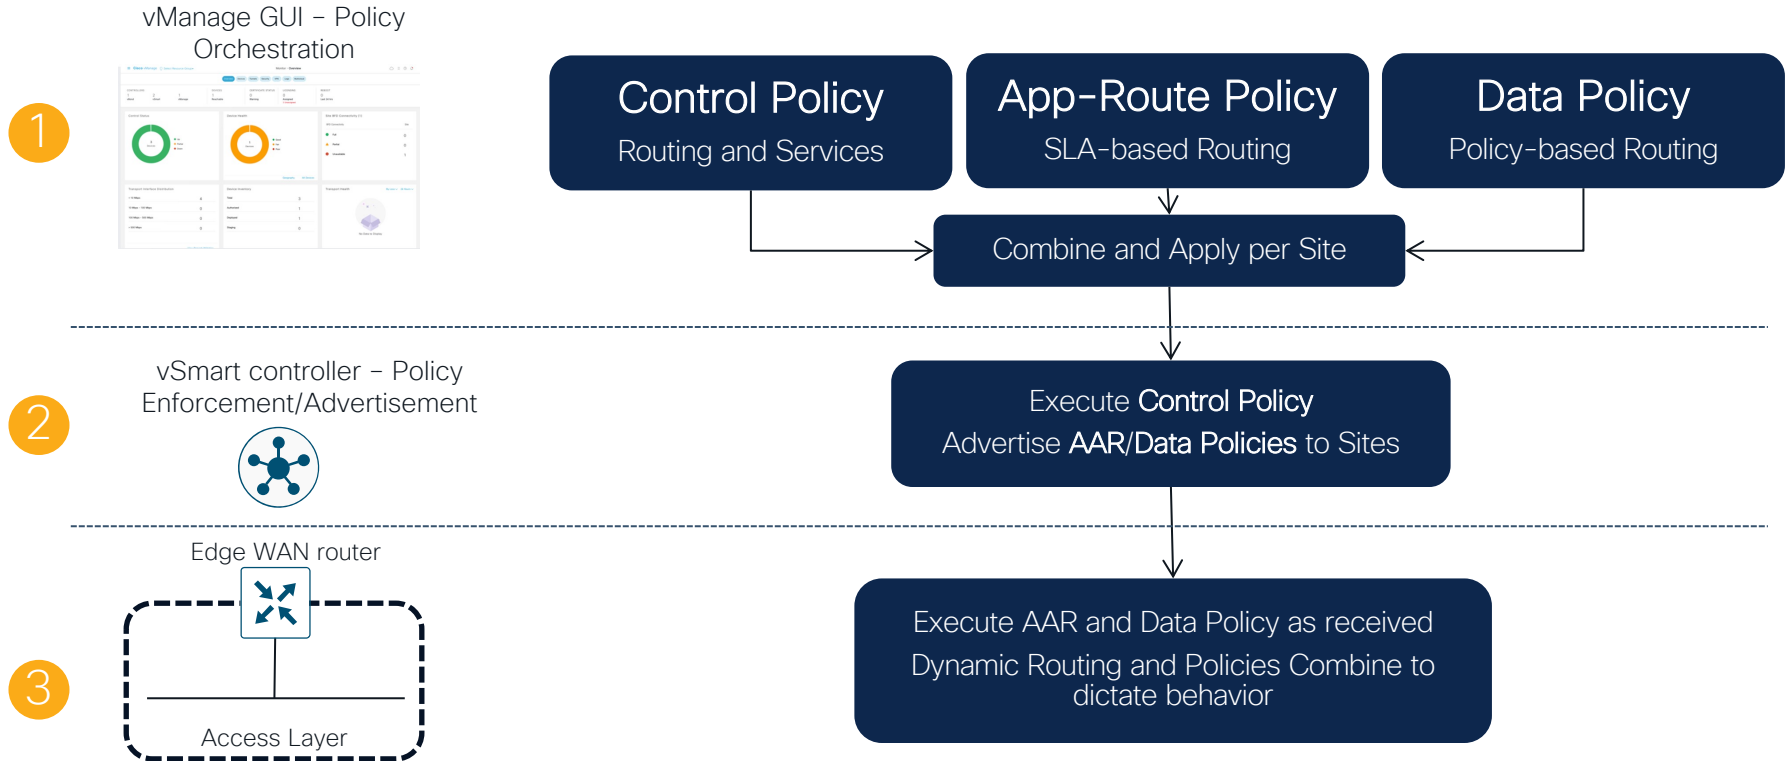 vManage GUI – Policy
Orchestration
1
Control Policy
Routing and Services
App-Route Policy
SLA-based Routing
Data Policy
Policy-based Routing
Combine and Apply per Site
2
vSmart controller – Policy
Enforcement/Advertisement
Execute Control Policy
Advertise AAR/Data Policies to Sites
3
Edge WAN router
Access Layer
Execute AAR and Data Policy as received
Dynamic Routing and Policies Combine to
dictate behavior